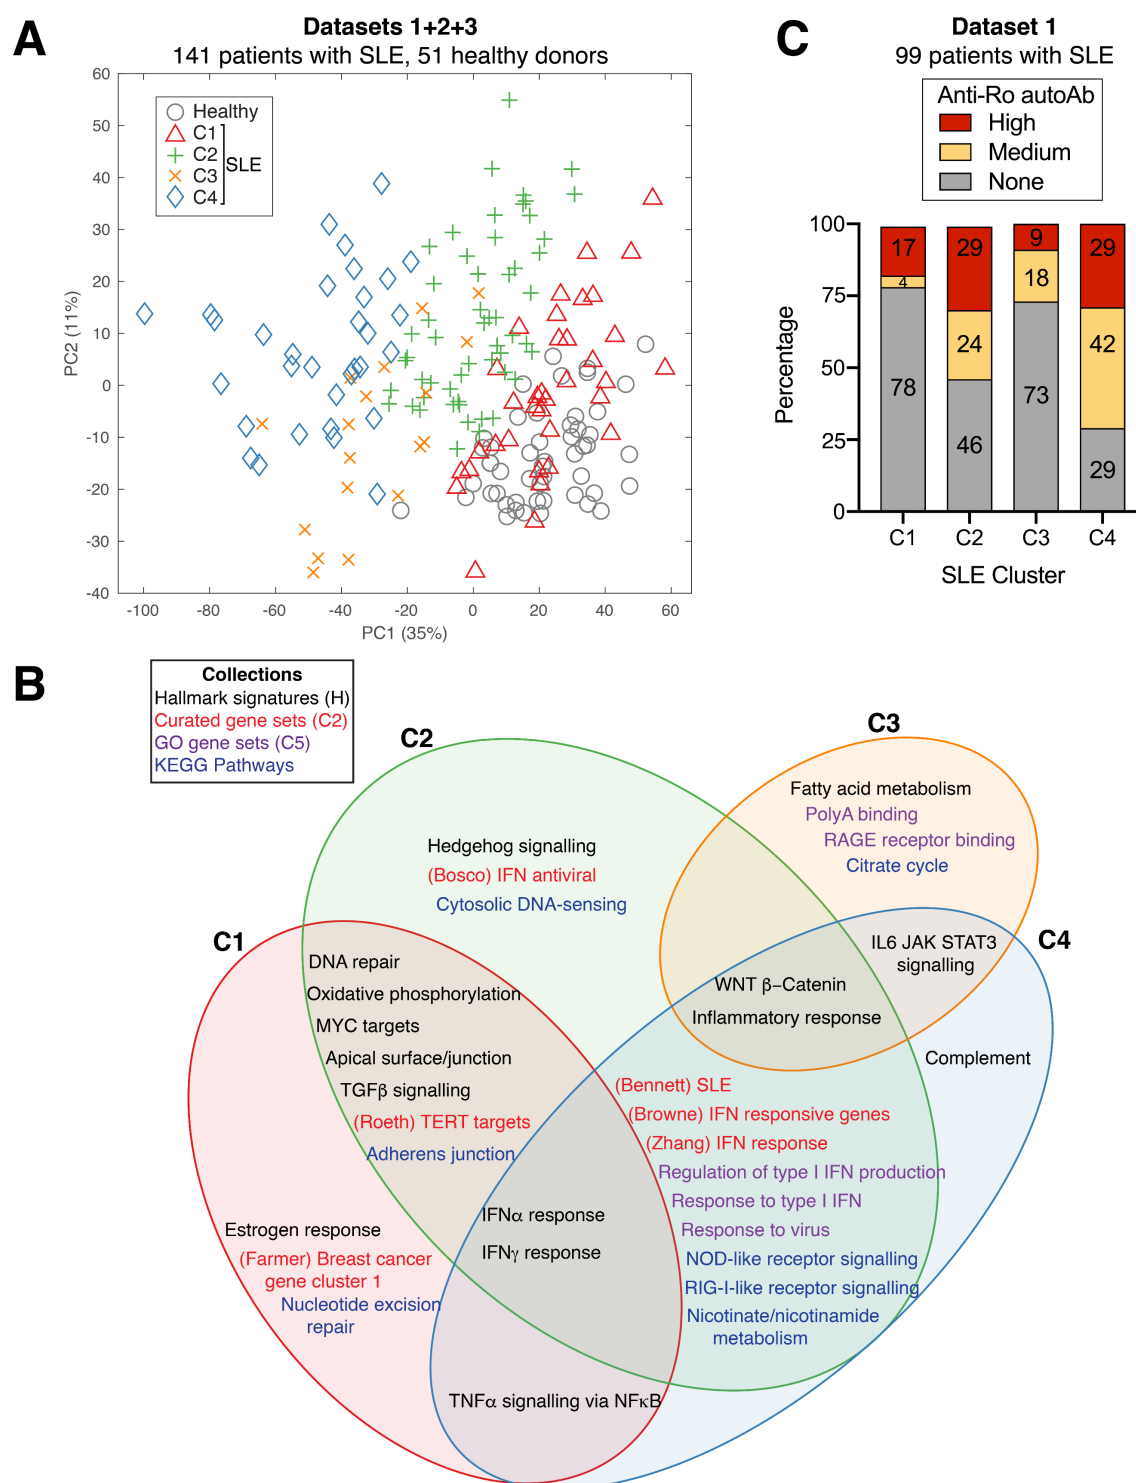 A
Datasets 1+2+3
141 patients with SLE, 51 healthy donors
60
50
40
30
20
10
0
-10
-20
-30
-40
PC2 (11%)
-100
-80
-60
-40
-20
0
20
40
60
PC1 (35%)
Healthy
C1
C2
C3
C4
SLE
C
Dataset 1
99 patients with SLE
Anti-Ro autoAb
High
Medium
None
100
75
50
25
0
Percentage
17
4
78
29
24
46
9
18
73
29
42
29
C1
C2
C3
C4
SLE Cluster
B
Collections
Hallmark signatures (H)
Curated gene sets (C2)
GO gene sets (C5)
KEGG Pathways
C2
C3
Fatty acid metabolism
PolyA binding
RAGE receptor binding
Citrate cycle
Hedgehog signalling
(Bosco) IFN antiviral
Cytosolic DNA-sensing
C1
C4
IL6 JAK STAT3
signalling
DNA repair
Oxidative phosphorylation
MYC targets
Apical surface/junction
TGFβ signalling
(Roeth) TERT targets
Adherens junction
WNT β–Catenin
Inflammatory response
Complement
(Bennett) SLE
(Browne) IFN responsive genes
(Zhang) IFN response
Regulation of type I IFN production
Response to type I IFN
Response to virus
NOD-like receptor signalling
RIG-I-like receptor signalling
Nicotinate/nicotinamide
metabolism
IFNα response
IFNγ response
Estrogen response
(Farmer) Breast cancer
gene cluster 1
Nucleotide excision
repair
TNFα signalling via NFκB